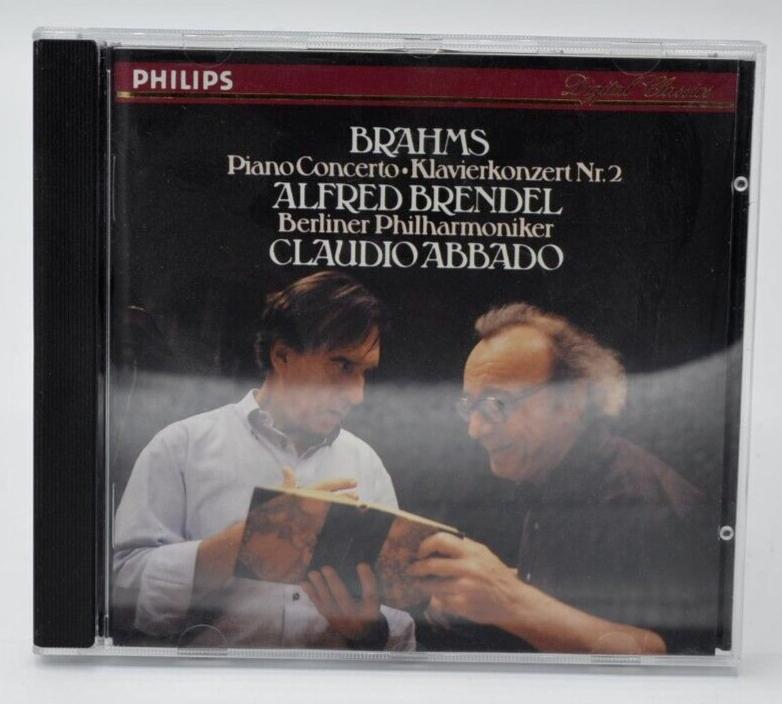 PHILIPS
Digital Classics
BRAHMS
Piano Concerto • Klavierkonzert Nr. 2
ALFRED BRENDEL
Berliner Philharmoniker
CLAUDIO ABBADO